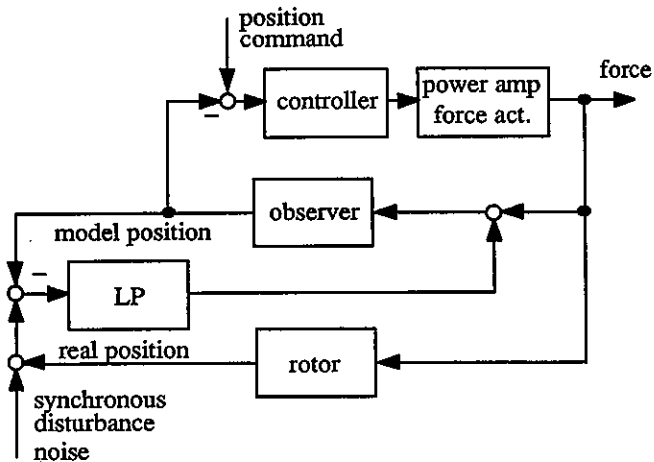 position
command
force
controller
power amp
force act.
−
observer
model position
−
LP
real position
rotor
synchronous
disturbance
noise